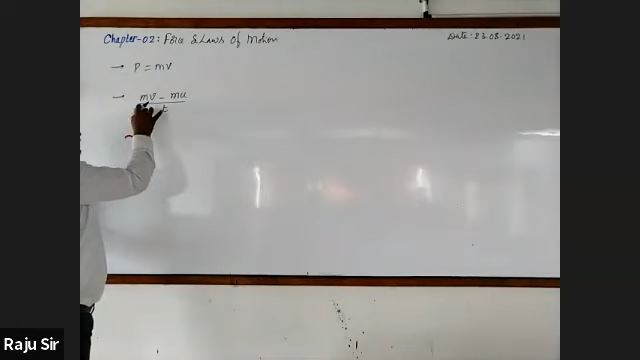 Chapter-02: Force & Laws Of Motion
Date: 23.08.2021
→ P = mv
→ mv - mu
t
Raju Sir